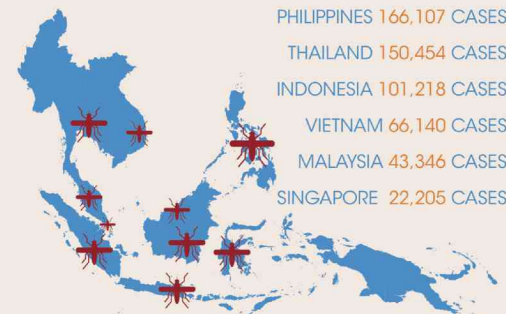 PHILIPPINES 166,107 CASES
THAILAND 150,454 CASES
INDONESIA 101,218 CASES
VIETNAM 66,140 CASES
MALAYSIA 43,346 CASES
SINGAPORE 22,205 CASES